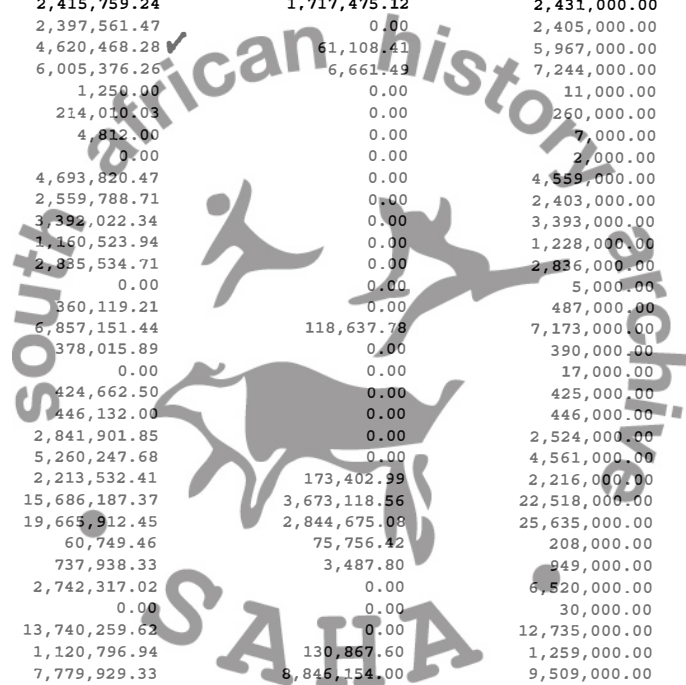 2,415,759.24 1,717,475.12 2,431,000.00
2,397,561.47 0.00 2,405,000.00
4,620,468.28 61,108.41 5,967,000.00
6,005,376.26 6,661.49 7,244,000.00
1,250.00 0.00 11,000.00
214,010.03 0.00 260,000.00
4,812.00 0.00 7,000.00
0.00 0.00 2,000.00
4,693,820.47 0.00 4,559,000.00
2,559,788.71 0.00 2,403,000.00
3,392,022.34 0.00 3,393,000.00
1,160,523.94 0.00 1,228,000.00
2,835,534.71 0.00 2,836,000.00
0.00 0.00 5,000.00
360,119.21 0.00 487,000.00
6,857,151.44 118,637.78 7,173,000.00
378,015.89 0.00 390,000.00
0.00 0.00 17,000.00
424,662.50 0.00 425,000.00
446,132.00 0.00 446,000.00
2,841,901.85 0.00 2,524,000.00
5,260,247.68 0.00 4,561,000.00
2,213,532.41 173,402.99 2,216,000.00
15,686,187.37 3,673,118.56 22,518,000.00
19,665,912.45 2,844,675.08 25,635,000.00
60,749.46 75,756.42 208,000.00
737,938.33 3,487.80 949,000.00
2,742,317.02 0.00 6,520,000.00
0.00 0.00 30,000.00
13,740,259.62 0.00 12,735,000.00
1,120,796.94 130,867.60 1,259,000.00
7,779,929.33 8,846,154.00 9,509,000.00
south african history archive
SAHA